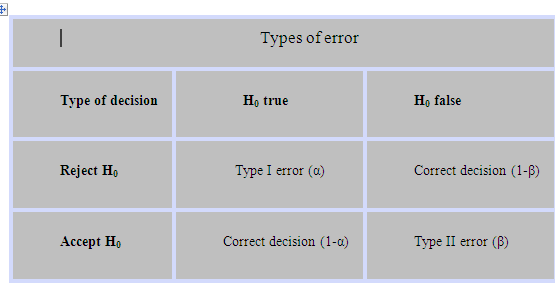 Types of error
Type of decision H₀ true H₀ false
Reject H₀ Type I error (α) Correct decision (1-β)
Accept H₀ Correct decision (1-α) Type II error (β)